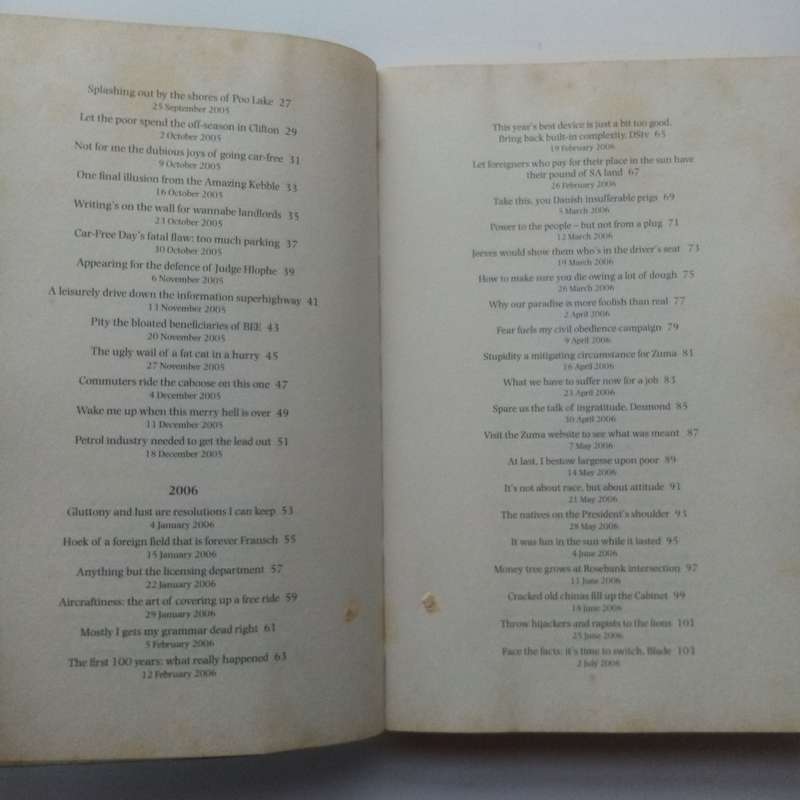 Splashing out by the shores of Poo Lake 27
25 September 2005
Let the poor spend the off-season in Clifton 29
2 October 2005
Not for me the dubious joys of going car-free 31
9 October 2005
One final illusion from the Amazing Kebble 33
16 October 2005
Writing's on the wall for wannabe landlords 35
23 October 2005
Car-Free Day's fatal flaw: too much parking 37
30 October 2005
Appearing for the defence of Judge Hlophe 39
6 November 2005
A leisurely drive down the information superhighway 41
13 November 2005
Pity the bloated beneficiaries of BEE 43
20 November 2005
The ugly wail of a fat cat in a hurry 45
27 November 2005
Commuters ride the caboose on this one 47
4 December 2005
Wake me up when this merry hell is over 49
11 December 2005
Petrol industry needed to get the lead out 51
18 December 2005
2006
Gluttony and lust are resolutions I can keep 53
4 January 2006
Hoek of a foreign field that is forever Fransch 55
15 January 2006
Anything but the licensing department 57
22 January 2006
Aircraftiness: the art of covering up a free ride 59
29 January 2006
Mostly I gets my grammar dead right 61
5 February 2006
The first 100 years: what really happened 63
12 February 2006
This year's best device is just a bit too good.
Bring back built-in complexity, DStv 65
19 February 2006
Let foreigners who pay for their place in the sun have
their pound of SA land 67
26 February 2006
Take this, you Danish insufferable prigs 69
5 March 2006
Power to the people – but not from a plug 71
12 March 2006
Jeeves would show them who's in the driver's seat 73
19 March 2006
How to make sure you die owing a lot of dough 75
26 March 2006
Why our paradise is more foolish than real 77
2 April 2006
Fear fuels my civil obedience campaign 79
9 April 2006
Stupidity a mitigating circumstance for Zuma 81
16 April 2006
What we have to suffer now for a job 83
23 April 2006
Spare us the talk of ingratitude, Desmond 85
30 April 2006
Visit the Zuma website to see what was meant 87
7 May 2006
At last, I bestow largesse upon poor 89
14 May 2006
It's not about race, but about attitude 91
21 May 2006
The natives on the President's shoulder 93
28 May 2006
It was fun in the sun while it lasted 95
4 June 2006
Money tree grows at Rosebank intersection 97
11 June 2006
Cracked old chinas fill up the Cabinet 99
18 June 2006
Throw hijackers and rapists to the lions 101
25 June 2006
Face the facts: it's time to switch, Blade 103
2 July 2006